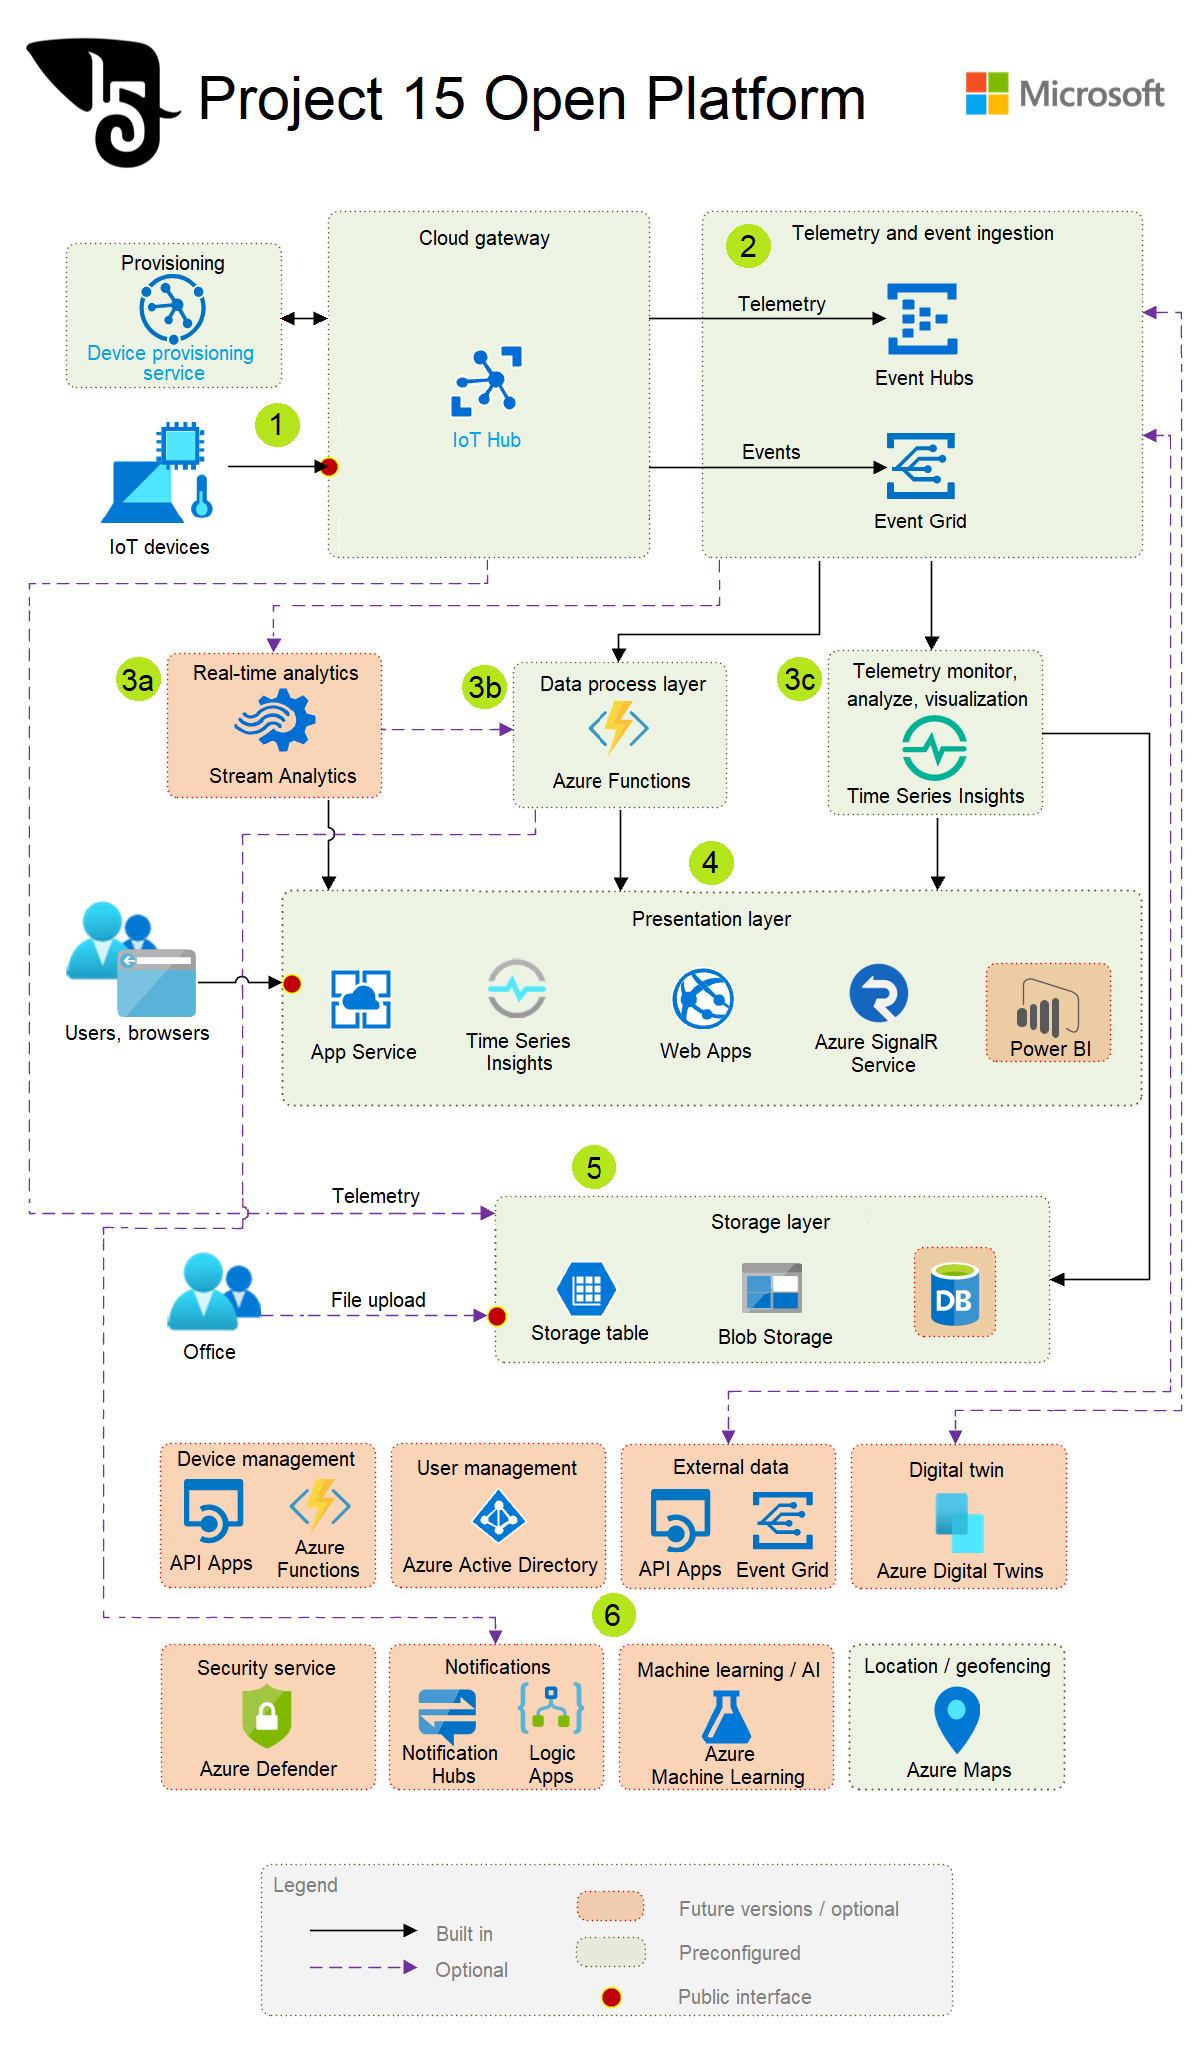 Project 15 Open Platform
Microsoft
Cloud gateway
2
Telemetry and event ingestion
Provisioning
Device provisioning
service
Telemetry
Event Hubs
1
IoT Hub
Events
Event Grid
IoT devices
3a
Real-time analytics
Stream Analytics
3b
Data process layer
Azure Functions
3c
Telemetry monitor,
analyze, visualization
Time Series Insights
4
Presentation layer
Users, browsers
App Service
Time Series
Insights
Web Apps
Azure SignalR
Service
Power BI
5
Telemetry
Storage layer
File upload
Office
Storage table
Blob Storage
DB
Device management
API Apps
Azure
Functions
User management
Azure Active Directory
External data
API Apps
Event Grid
Digital twin
Azure Digital Twins
6
Security service
Azure Defender
Notifications
Notification
Hubs
Logic
Apps
Machine learning / AI
Azure
Machine Learning
Location / geofencing
Azure Maps
Legend
Built in
Optional
Future versions / optional
Preconfigured
Public interface